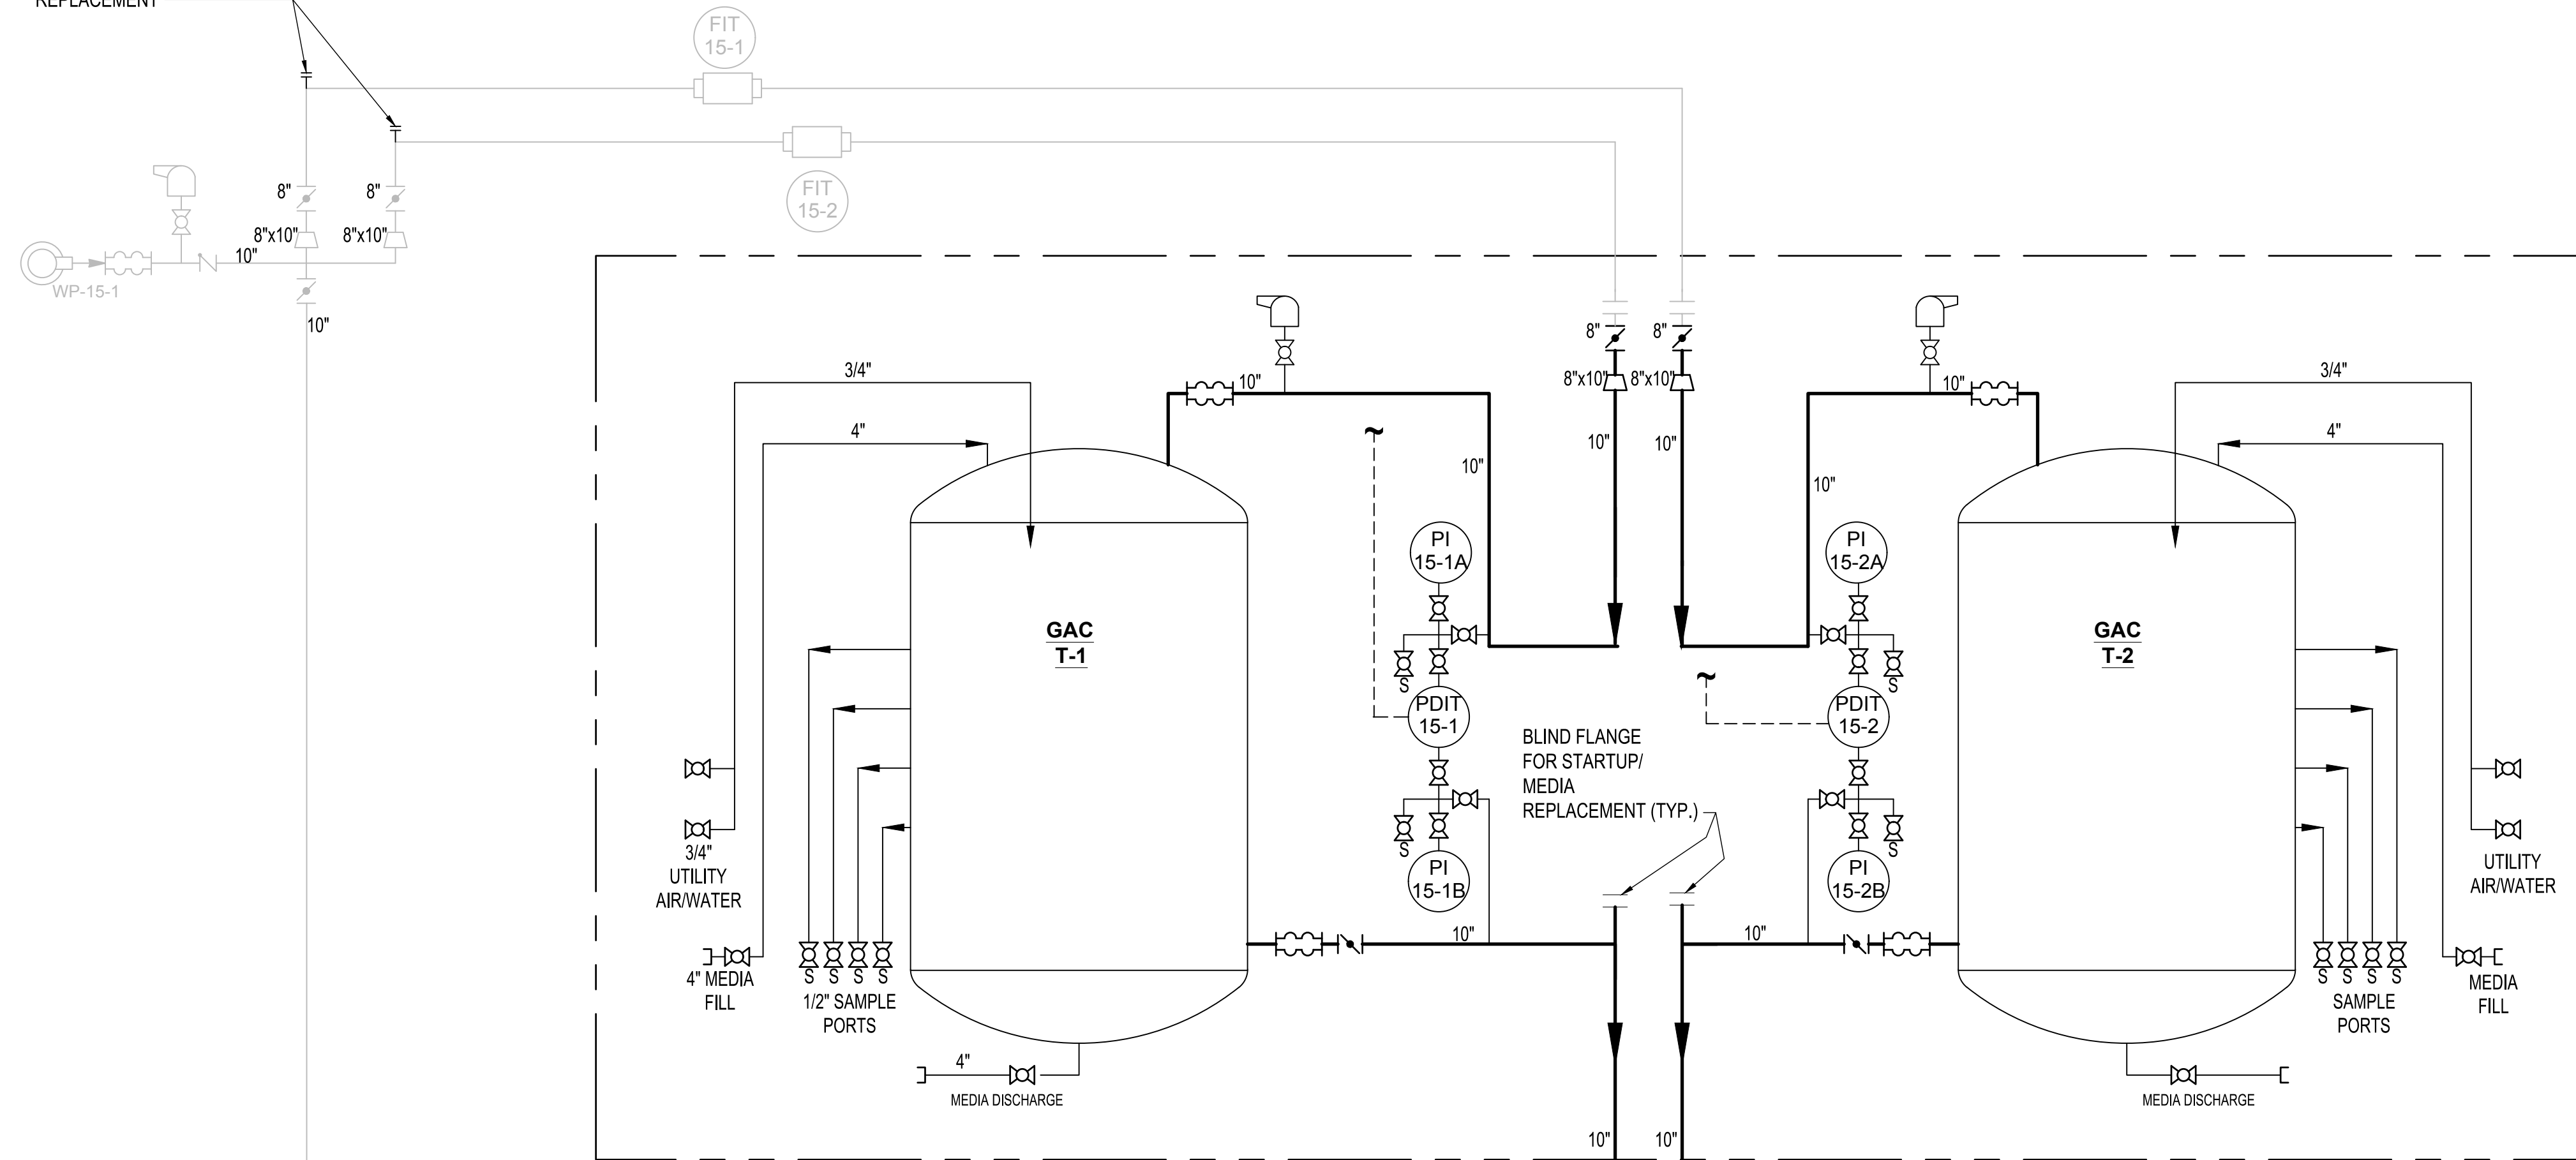 REPLACEMENT
FIT
15-1
FIT
15-2
8"
8"
8"x10"
8"x10"
10"
WP-15-1
10"
8"
8"
8"x10"
8"x10"
3/4"
10"
10"
3/4"
4"
4"
10"
10"
10"
10"
PI
15-1A
PI
15-2A
GAC
T-1
GAC
T-2
S
S
PDIT
15-1
PDIT
15-2
BLIND FLANGE
FOR STARTUP/
MEDIA
REPLACEMENT (TYP.)
S
S
PI
15-1B
PI
15-2B
3/4"
UTILITY
AIR/WATER
UTILITY
AIR/WATER
10"
10"
4" MEDIA
FILL
S S S S
1/2" SAMPLE
PORTS
S S S S
SAMPLE
PORTS
MEDIA
FILL
4"
MEDIA DISCHARGE
MEDIA DISCHARGE
10"
10"